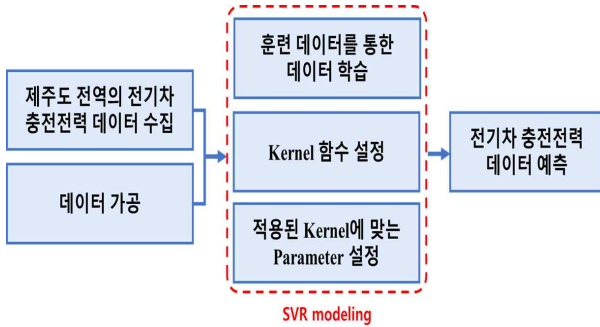 제주도 전역의 전기차
충전전력 데이터 수집
데이터 가공
훈련 데이터를 통한
데이터 학습
Kernel 함수 설정
적용된 Kernel에 맞는
Parameter 설정
SVR modeling
전기차 충전전력
데이터 예측